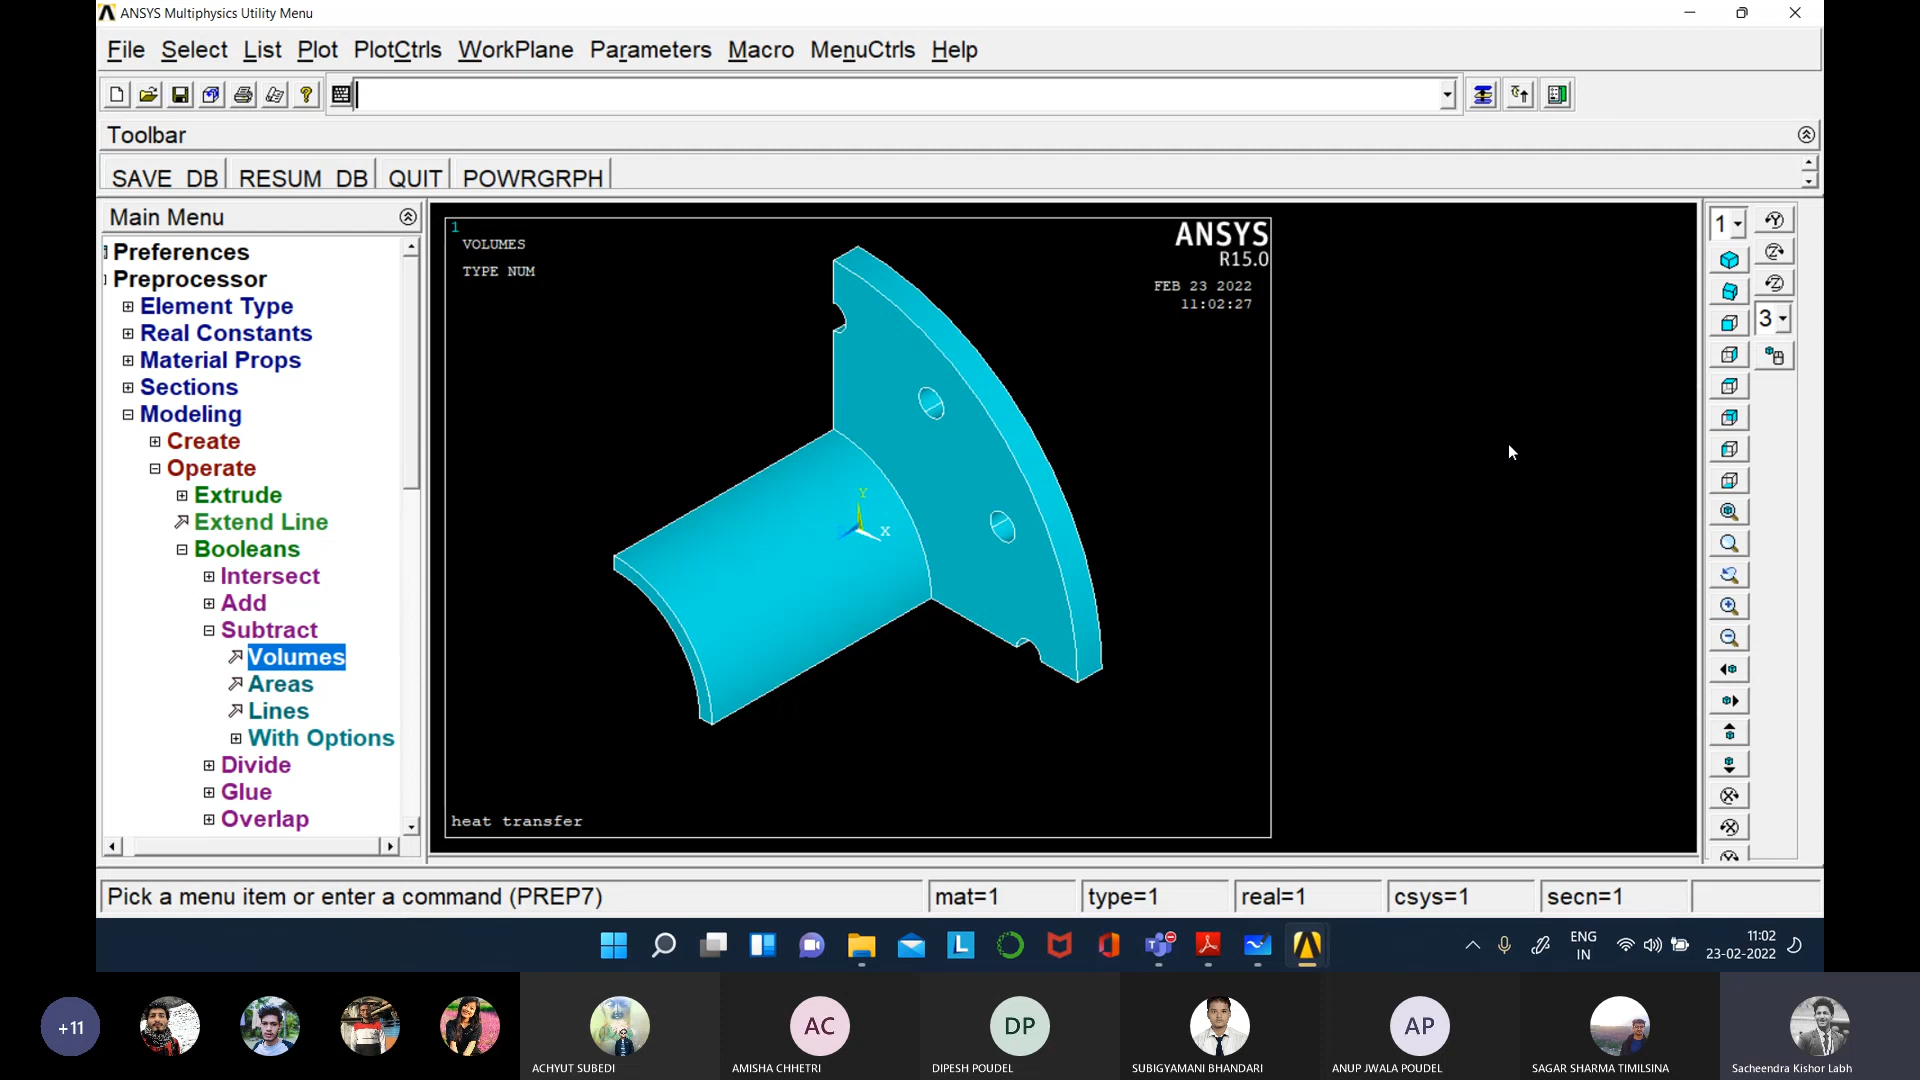 ANSYS Multiphysics Utility Menu
File Select List Plot PlotCtrls WorkPlane Parameters Macro MenuCtrls Help
Toolbar
SAVE_DB RESUM_DB QUIT POWRGRPH
Main Menu
Preferences
Preprocessor
Element Type
Real Constants
Material Props
Sections
Modeling
Create
Operate
Extrude
Extend Line
Booleans
Intersect
Add
Subtract
Volumes
Areas
Lines
With Options
Divide
Glue
Overlap
1
VOLUMES
TYPE NUM
ANSYS
R15.0
FEB 23 2022
11:02:27
Y
X
heat transfer
1
3
Pick a menu item or enter a command (PREP7) mat=1 type=1 real=1 csys=1 secn=1
ENG
IN
11:02
23-02-2022
+11
AC
DP
AP
ACHYUT SUBEDI
AMISHA CHHETRI
DIPESH POUDEL
SUBIGYAMANI BHANDARI
ANUP JWALA POUDEL
SAGAR SHARMA TIMILSINA
Sacheendra Kishor Labh